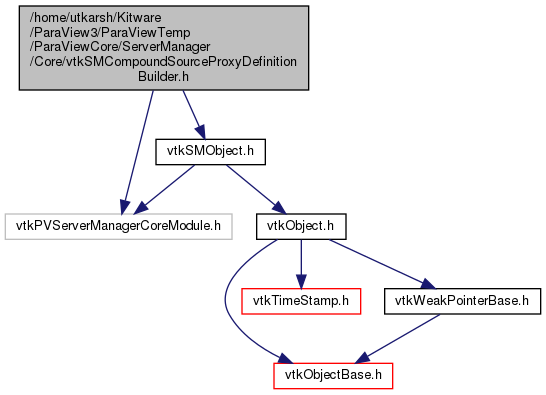 /home/utkarsh/Kitware
/ParaView3/ParaViewTemp
/ParaViewCore/ServerManager
/Core/vtkSMCompoundSourceProxyDefinition
Builder.h
vtkSMObject.h
vtkPVServerManagerCoreModule.h
vtkObject.h
vtkTimeStamp.h
vtkWeakPointerBase.h
vtkObjectBase.h